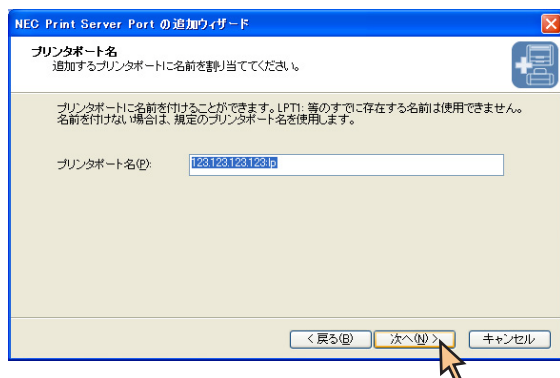 NEC Print Server Port の追加ウィザード
プリンタポート名
追加するプリンタポートに名前を割り当ててください。
プリンタポートに名前を付けることができます。LPT1: 等のすでに存在する名前は使用できません。
名前を付けない場合は、規定のプリンタポート名を使用します。
プリンタポート名(P):
123.123.123.123:lp
< 戻る(B)
次へ(N) >
キャンセル